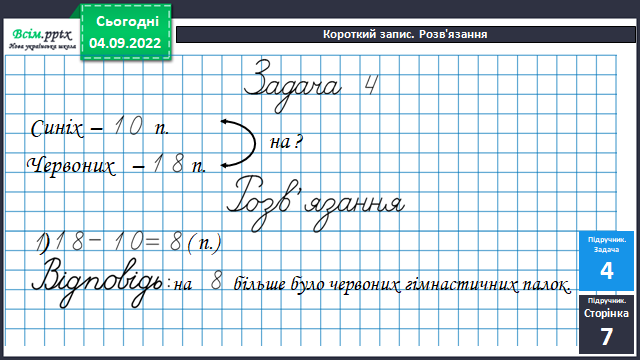 Всім.pptx
Нова українська школа
Сьогодні
04.09.2022
Короткий запис. Розв'язання
Задача 4
Синіх – 10 п.
на?
Червоних – 18 п.
Розв'язання
1) 18 – 10 = 8 (п.)
Відповідь: на 8 більше було червоних гімнастичних палок.
Підручник.
Задача
4
Підручник.
Сторінка
7